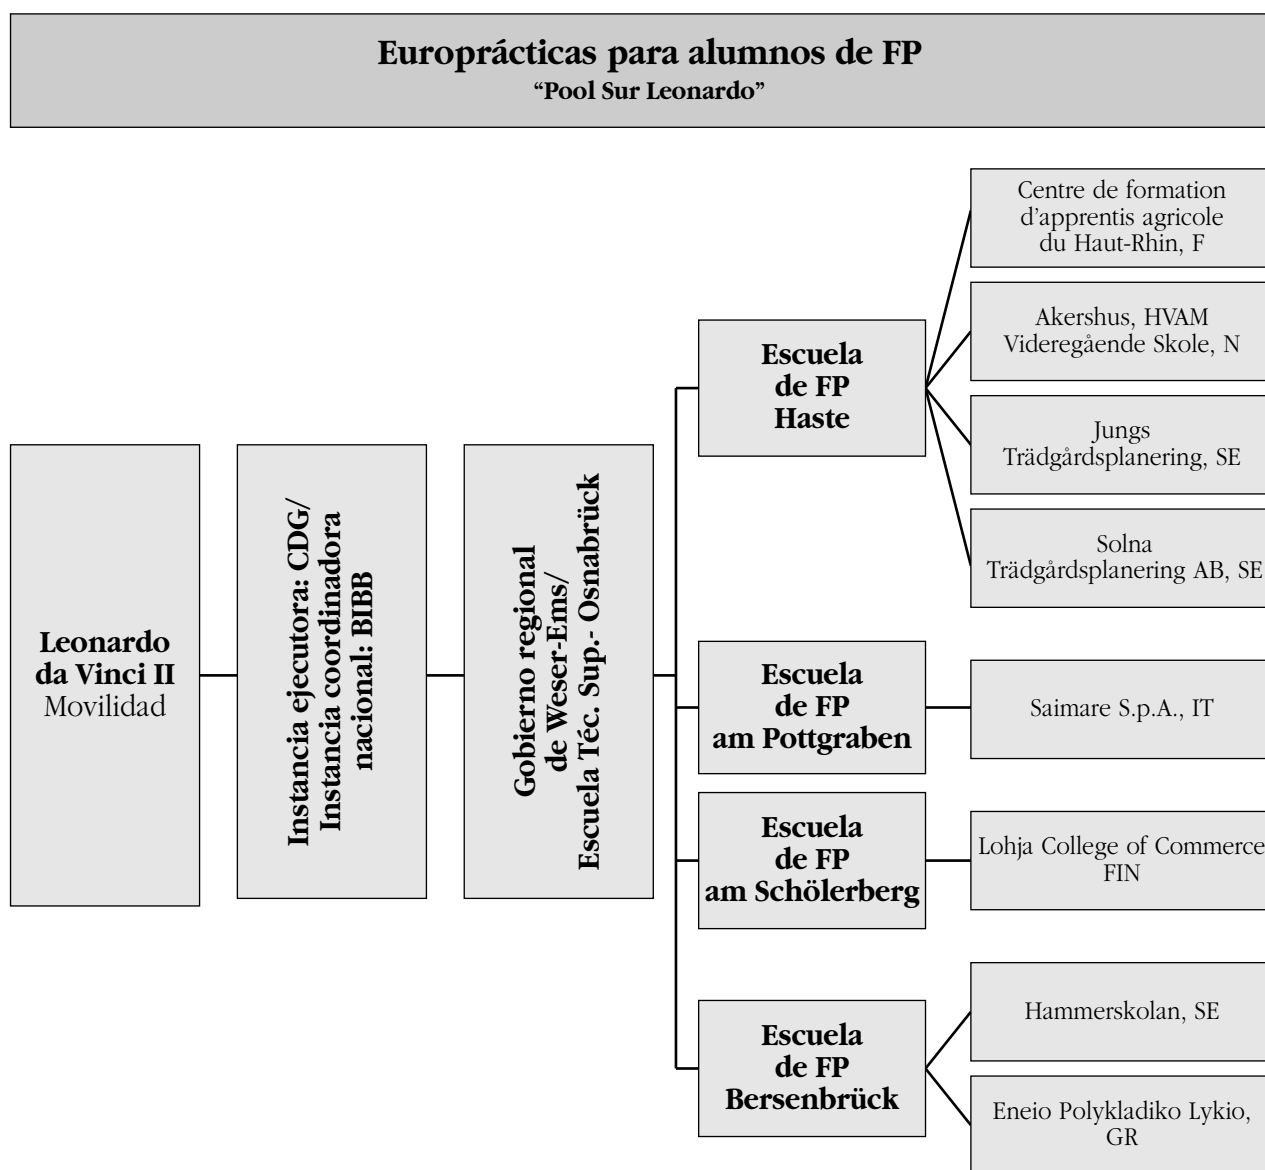 Europrácticas para alumnos de FP
“Pool Sur Leonardo”
Leonardo
da Vinci II
Movilidad
Instancia ejecutora: CDG/
Instancia coordinadora
nacional: BIBB
Gobierno regional
de Weser-Ems/
Escuela Téc. Sup.- Osnabrück
Escuela
de FP
Haste
Centre de formation
d’apprentis agricole
du Haut-Rhin, F
Akershus, HVAM
Videregående Skole, N
Jungs
Trädgårdsplanering, SE
Solna
Trädgårdsplanering AB, SE
Escuela
de FP
am Pottgraben
Saimare S.p.A., IT
Escuela
de FP
am Schölerberg
Lohja College of Commerce
FIN
Escuela
de FP
Bersenbrück
Hammerskolan, SE
Eneio Polykladiko Lykio,
GR